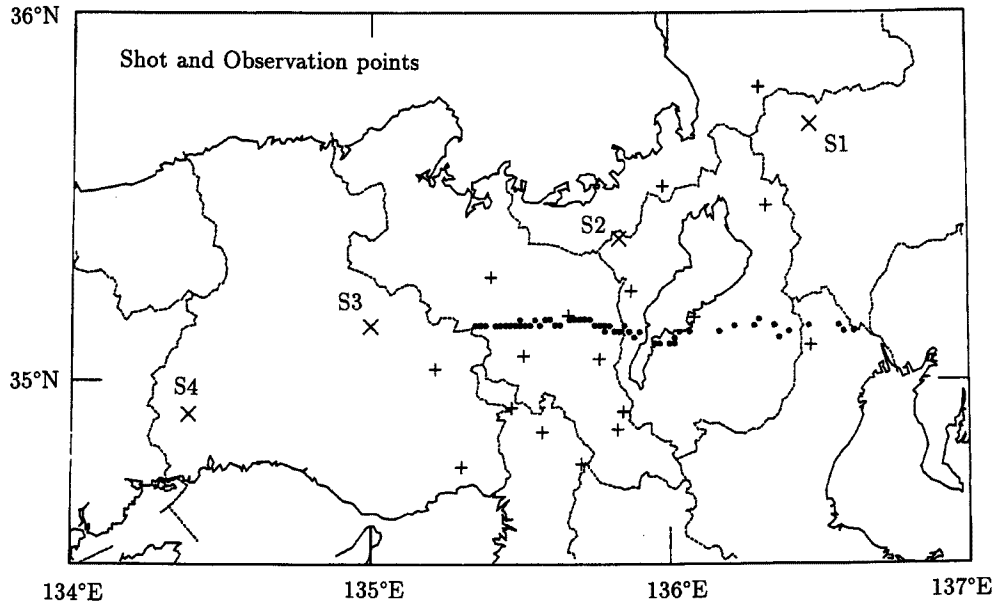 36°N
Shot and Observation points
S1
S2
S3
35°N
S4
134°E
135°E
136°E
137°E